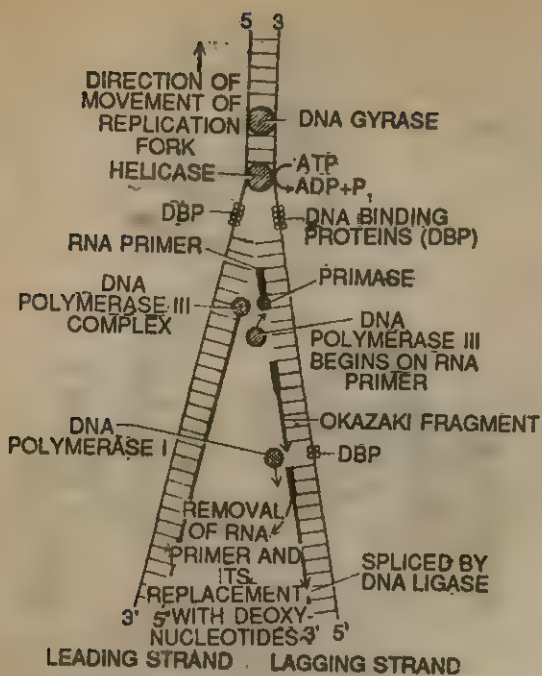 5 3
DIRECTION OF
MOVEMENT OF
REPLICATION
FORK
DNA GYRASE
HELICASE
ATP
ADP+P
DBP
DNA BINDING
PROTEINS (DBP)
RNA PRIMER
PRIMASE
DNA
POLYMERASE III
COMPLEX
DNA
POLYMERASE III
BEGINS ON RNA
PRIMER
OKAZAKI FRAGMENT
DNA
POLYMERASE I
DBP
REMOVAL
OF RNA
PRIMER AND
ITS
REPLACEMENT
WITH DEOXY-
NUCLEOTIDES
SPLICED BY
DNA LIGASE
3' 5' 3' 5'
LEADING STRAND LAGGING STRAND